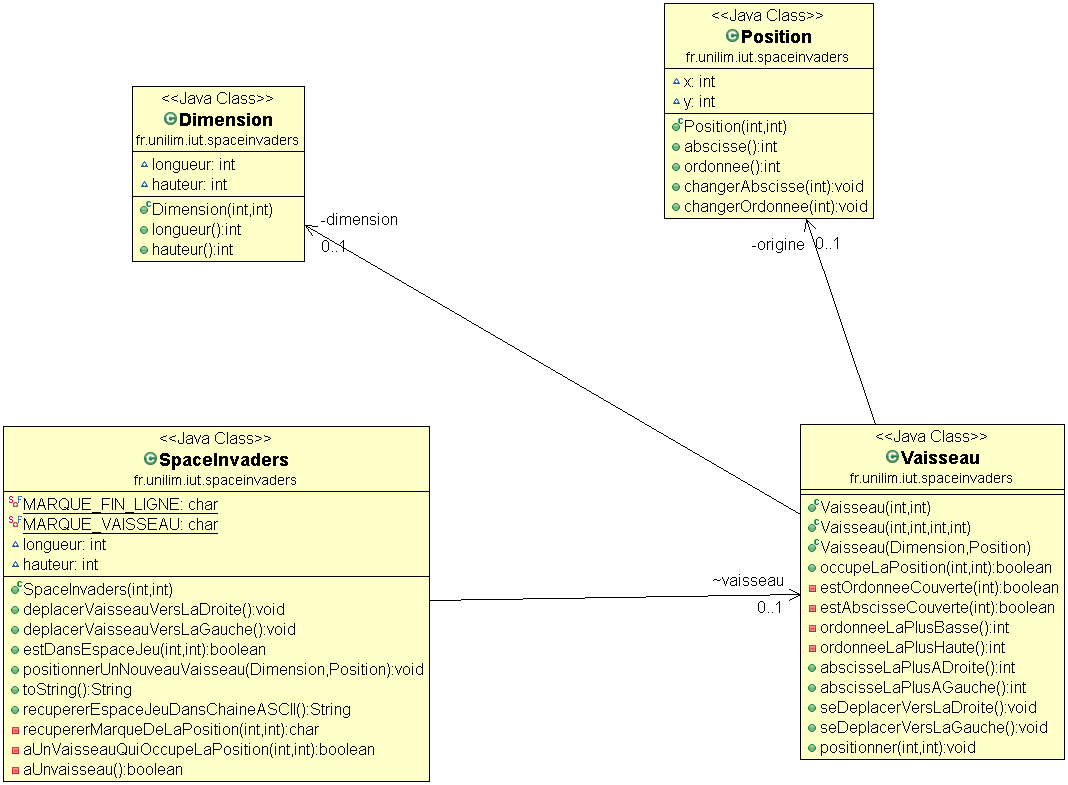 <<Java Class>>
Position
fr.unilim.iut.spaceinvaders
x: int
y: int
Position(int,int)
abscisse():int
ordonnee():int
changerAbscisse(int):void
changerOrdonnee(int):void
<<Java Class>>
Dimension
fr.unilim.iut.spaceinvaders
longueur: int
hauteur: int
Dimension(int,int)
longueur():int
hauteur():int
-dimension
0..1
-origine 0..1
<<Java Class>>
SpaceInvaders
fr.unilim.iut.spaceinvaders
MARQUE_FIN_LIGNE: char
MARQUE_VAISSEAU: char
longueur: int
hauteur: int
SpaceInvaders(int,int)
deplacerVaisseauVersLaDroite():void
deplacerVaisseauVersLaGauche():void
estDansEspaceJeu(int,int):boolean
positionnerUnNouveauVaisseau(Dimension,Position):void
toString():String
recupererEspaceJeuDansChaineASCII():String
recupererMarqueDeLaPosition(int,int):char
aUnVaisseauQuiOccupeLaPosition(int,int):boolean
aUnvaisseau():boolean
~vaisseau
0..1
<<Java Class>>
Vaisseau
fr.unilim.iut.spaceinvaders
Vaisseau(int,int)
Vaisseau(int,int,int,int)
Vaisseau(Dimension,Position)
occupeLaPosition(int,int):boolean
estOrdonneeCouverte(int):boolean
estAbscisseCouverte(int):boolean
ordonneeLaPlusBasse():int
ordonneeLaPlusHaute():int
abscisseLaPlusADroite():int
abscisseLaPlusAGauche():int
seDeplacerVersLaDroite():void
seDeplacerVersLaGauche():void
positionner(int,int):void